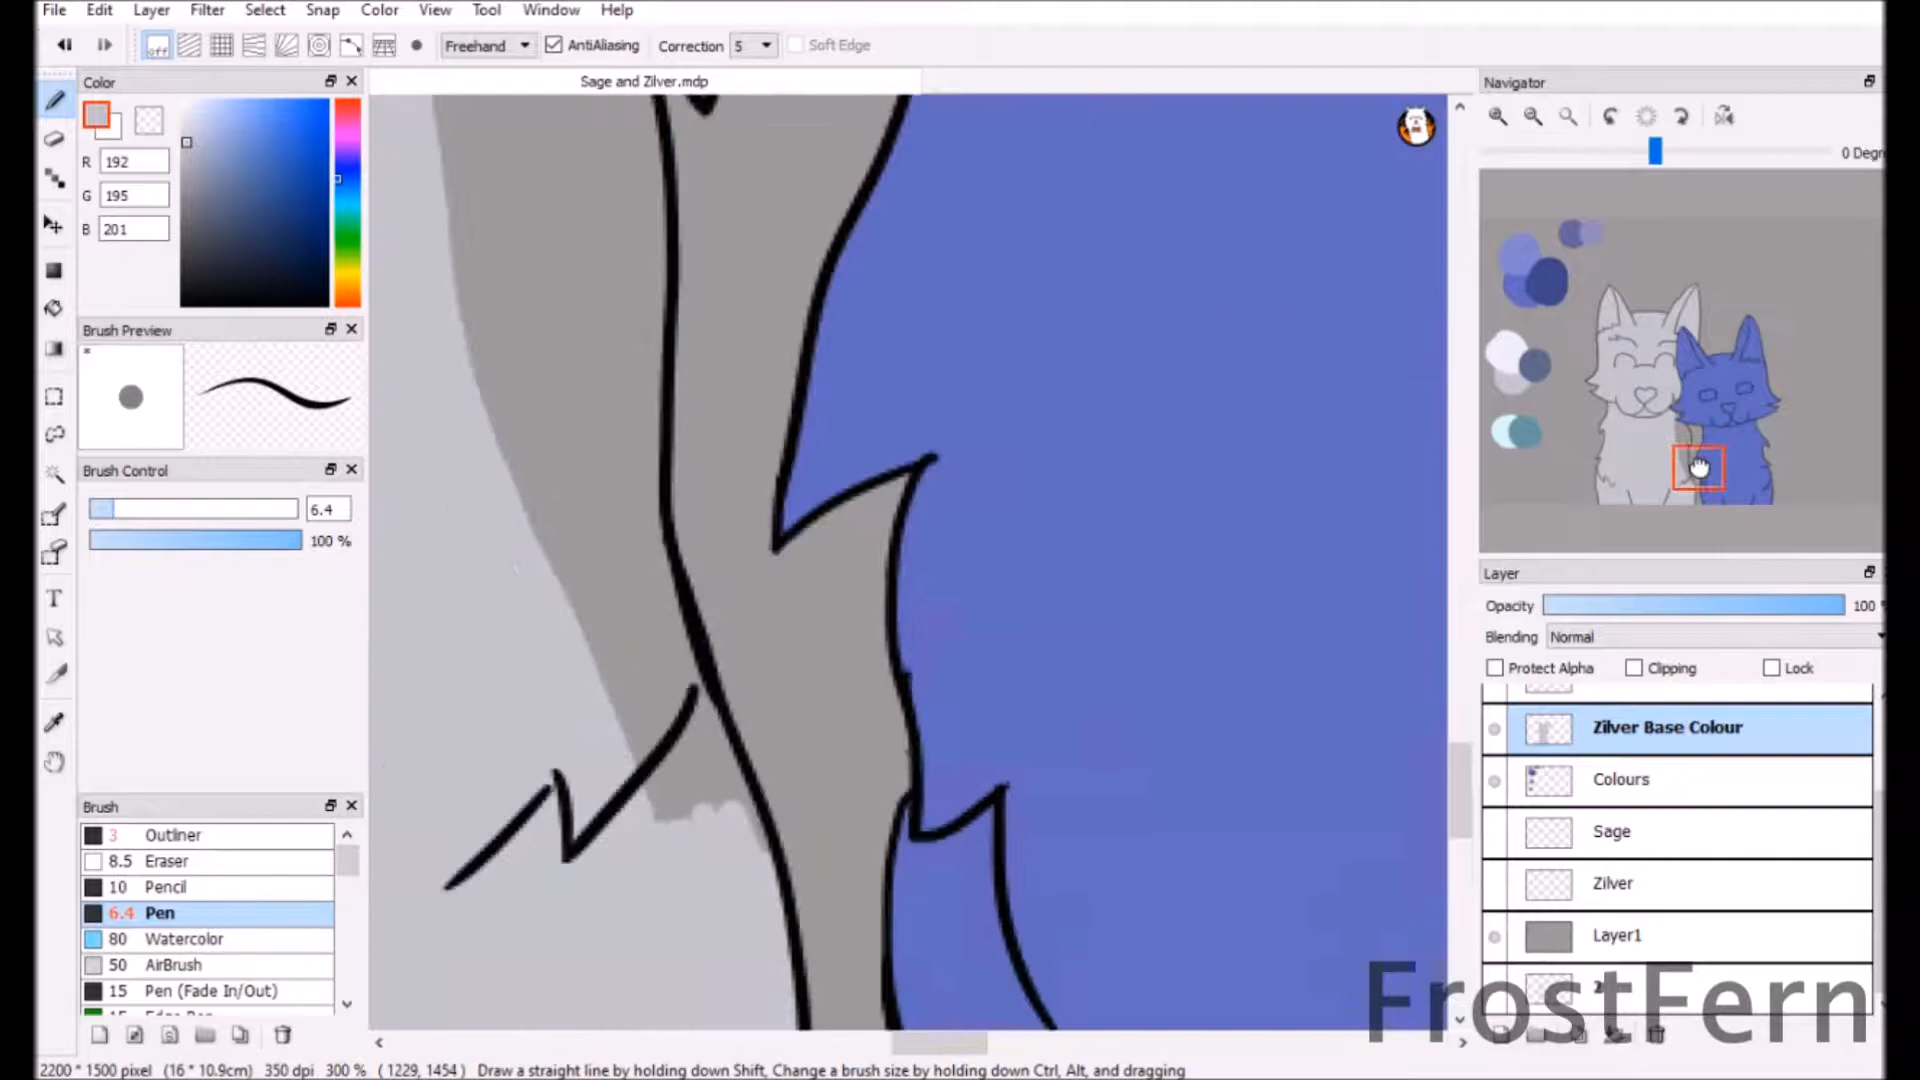 File Edit Layer Filter Select Snap Color View Tool Window Help
off Freehand AntiAliasing Correction 5 Soft Edge
Color
Sage and Zilver.mdp
Navigator
R 192
G 195
B 201
0 Degr
Brush Preview
Brush Control
6.4
100 %
Layer
Opacity 100
Blending Normal
Protect Alpha Clipping Lock
Zilver Base Colour
Colours
Sage
Zilver
Layer1
Brush
3 Outliner
8.5 Eraser
10 Pencil
6.4 Pen
80 Watercolor
50 AirBrush
15 Pen (Fade In/Out)
FrostFern
2200 * 1500 pixel (16 * 10.9cm) 350 dpi 300 % ( 1229, 1454 ) Draw a straight line by holding down Shift, Change a brush size by holding down Ctrl, Alt, and dragging